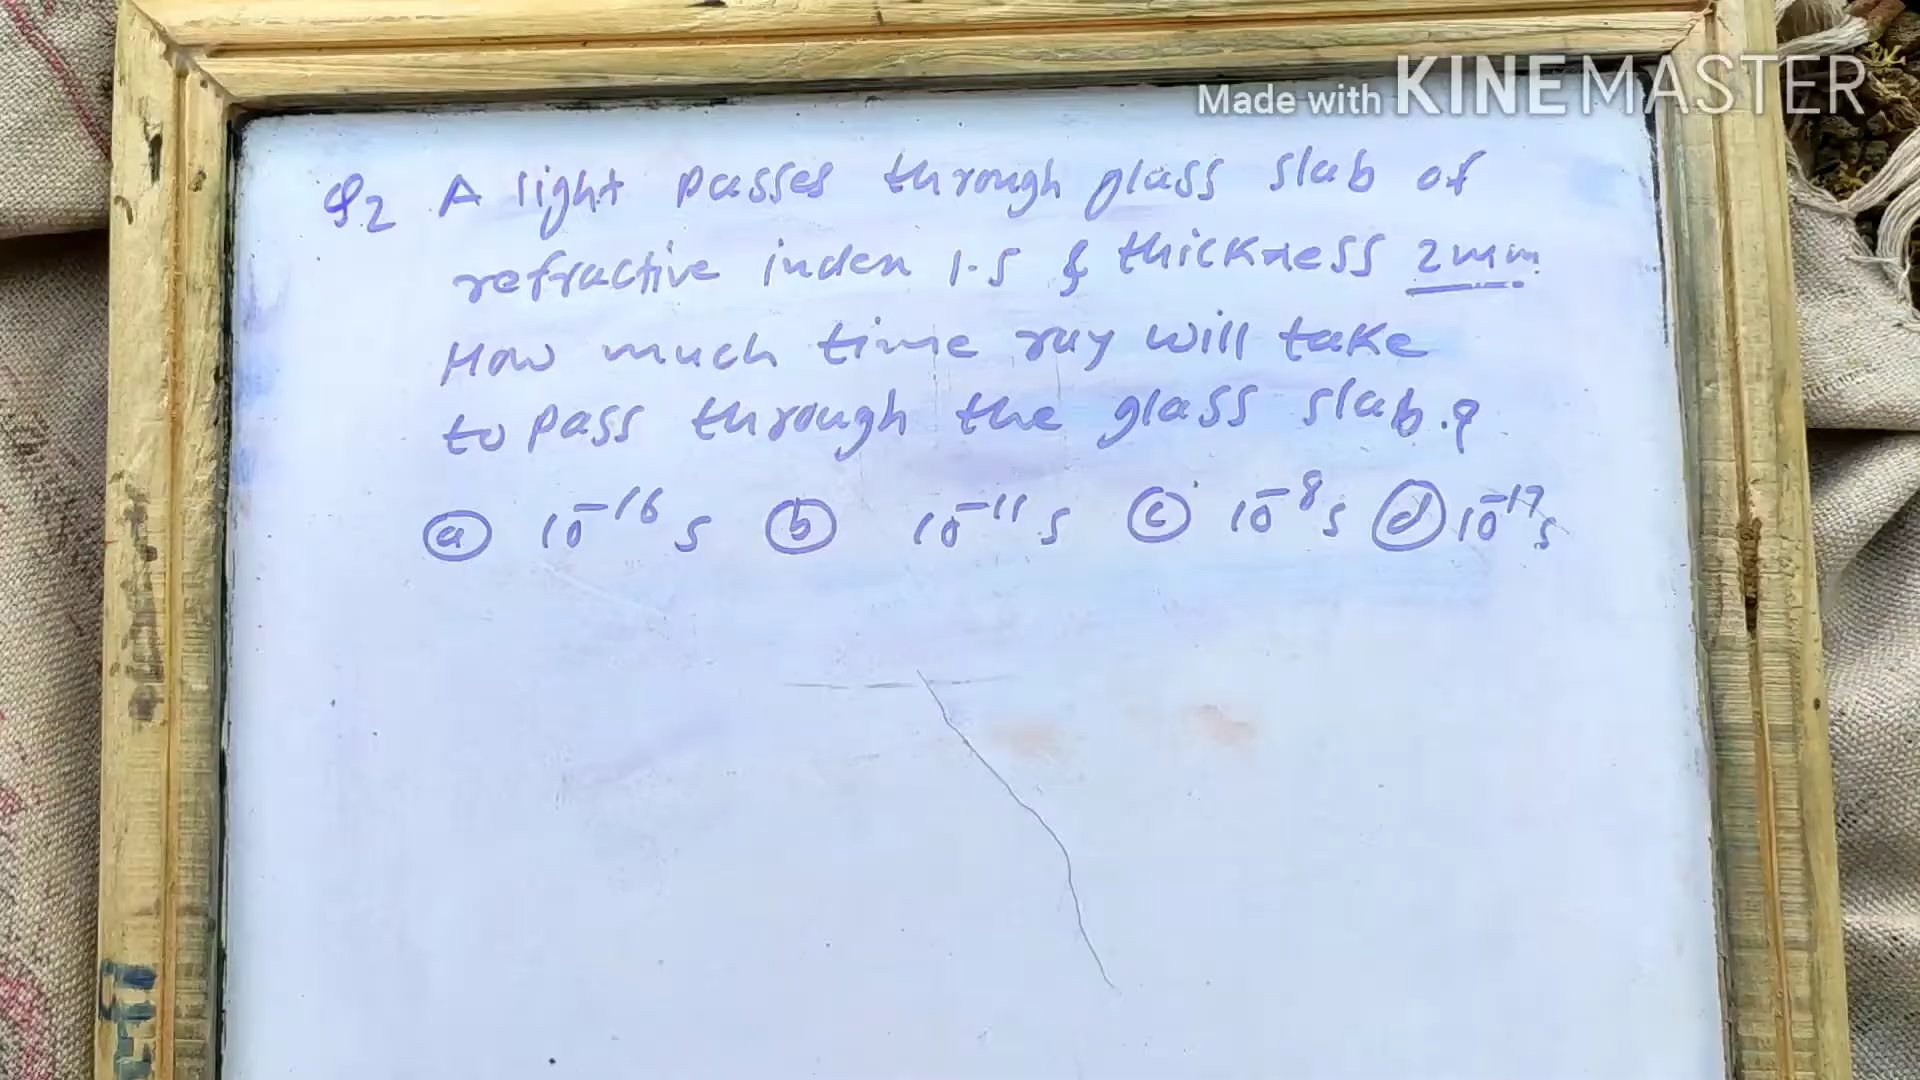 Made with KINEMASTER
Q2 A light passes through glass slab of
refractive index 1.5 & thickness 2mm.
How much time ray will take
to pass through the glass slab.?
ⓐ 10⁻¹⁶ s ⓑ 10⁻¹¹ s ⓒ 10⁻⁸ s ⓓ 10⁻¹⁷ s